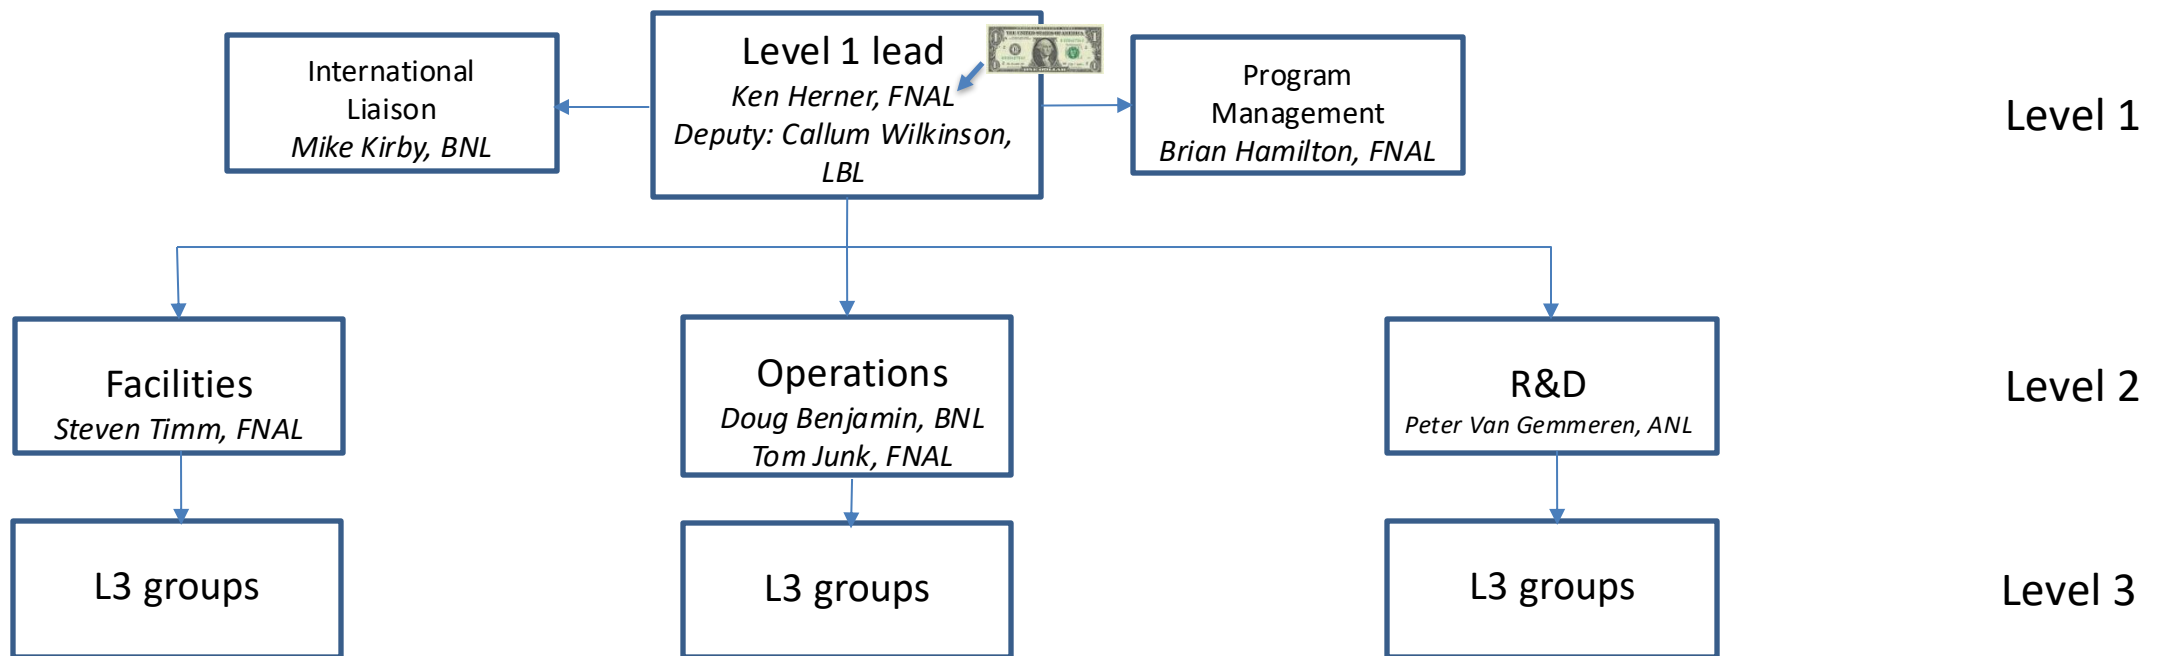 International
Liaison
Mike Kirby, BNL
Level 1 lead
Ken Herner, FNAL
Deputy: Callum Wilkinson,
LBL
Program
Management
Brian Hamilton, FNAL
Level 1
Facilities
Steven Timm, FNAL
Operations
Doug Benjamin, BNL
Tom Junk, FNAL
R&D
Peter Van Gemmeren, ANL
Level 2
L3 groups
L3 groups
L3 groups
Level 3